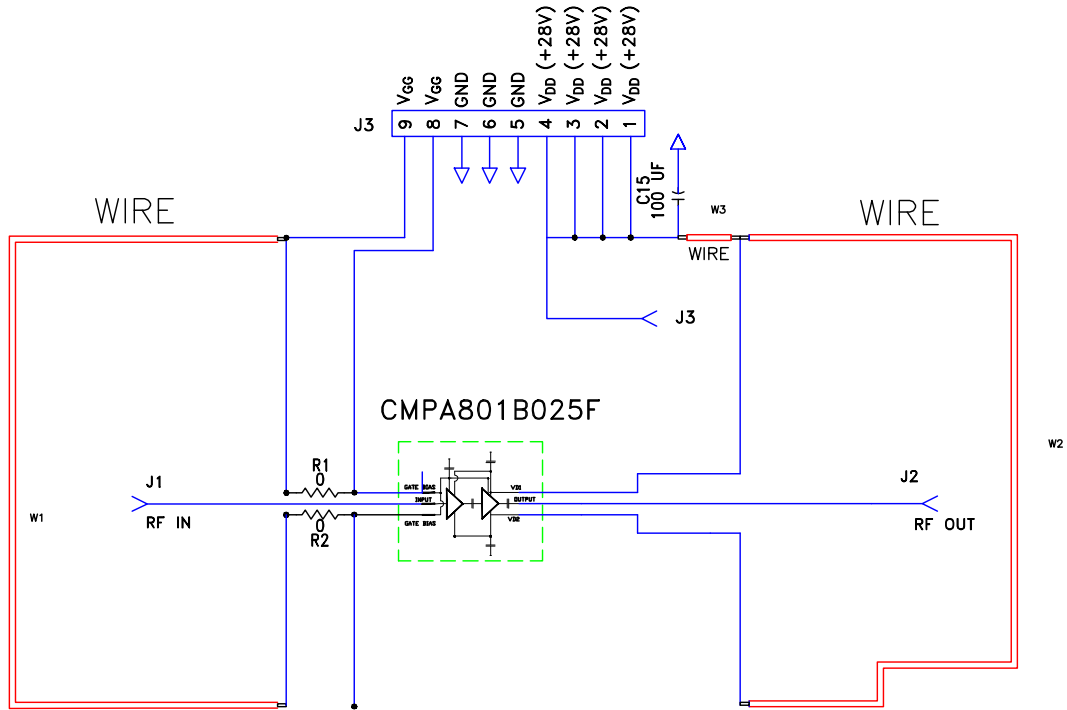 VGG
VGG
GND
GND
GND
VDD (+28V)
VDD (+28V)
VDD (+28V)
VDD (+28V)
J3
9 8 7 6 5 4 3 2 1
C15
100 UF
W3
WIRE
WIRE
WIRE
J3
CMPA801B025F
W2
R1
0
J1
RF IN
W1
0
R2
GATE BIAS
INPUT
GATE BIAS
VD1
OUTPUT
VD2
J2
RF OUT